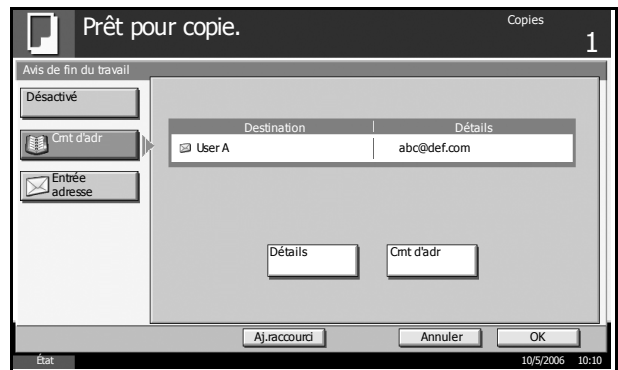 Prêt pour copie.
Copies
1
Avis de fin du travail
Désactivé
Cmt d'adr
Entrée
adresse
Destination Détails
User A abc@def.com
Détails Cmt d'adr
Aj.raccourci Annuler OK
État 10/5/2006 10:10